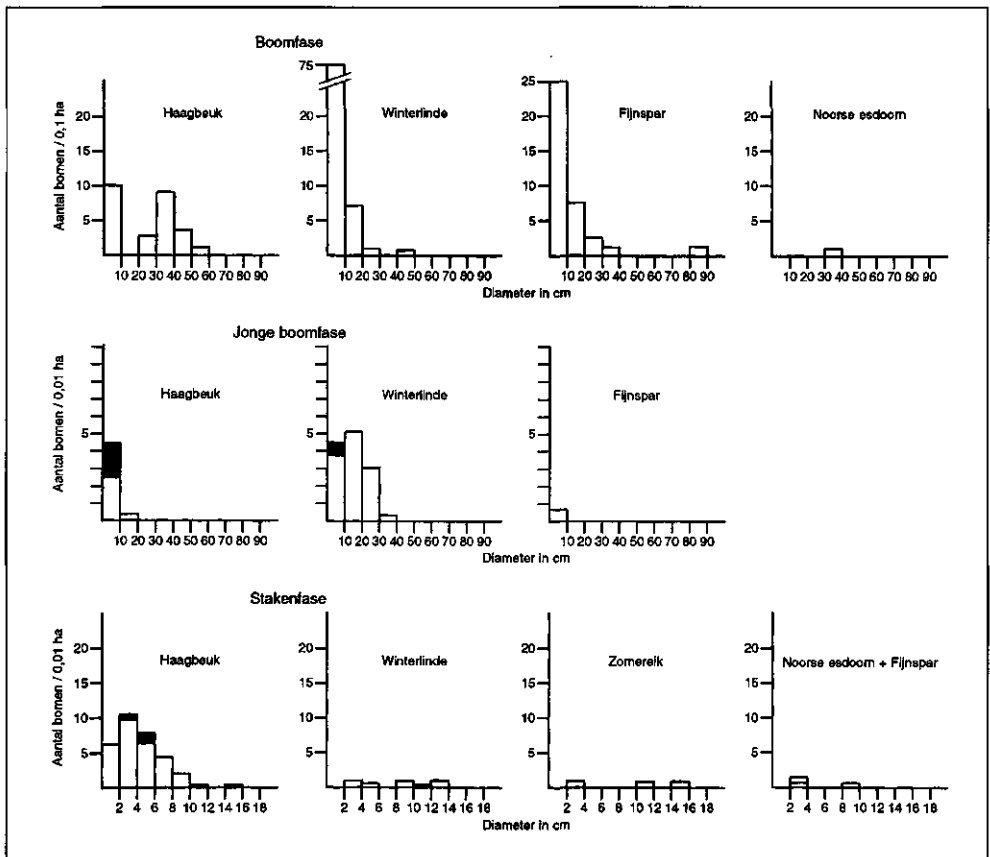 Boomfase
Aantal bomen / 0,1 ha
20
15
10
5
Haagbeuk
10 20 30 40 50 60 70 80 90
75
20
15
10
5
Winterlinde
10 20 30 40 50 60 70 80 90
25
20
15
10
5
Fijnspar
10 20 30 40 50 60 70 80 90
20
15
10
5
Noorse esdoorn
10 20 30 40 50 60 70 80 90
Diameter in cm
Jonge boomfase
Aantal bomen / 0,01 ha
5
Haagbeuk
10 20 30 40 50 60 70 80 90
5
Winterlinde
10 20 30 40 50 60 70 80 90
5
Fijnspar
10 20 30 40 50 60 70 80 90
Diameter in cm
Stakenfase
Aantal bomen / 0,01 ha
20
15
10
5
Haagbeuk
2 4 6 8 10 12 14 16 18
20
15
10
5
Winterlinde
2 4 6 8 10 12 14 16 18
20
15
10
5
Zomereik
2 4 6 8 10 12 14 16 18
20
15
10
5
Noorse esdoorn + Fijnspar
2 4 6 8 10 12 14 16 18
Diameter in cm